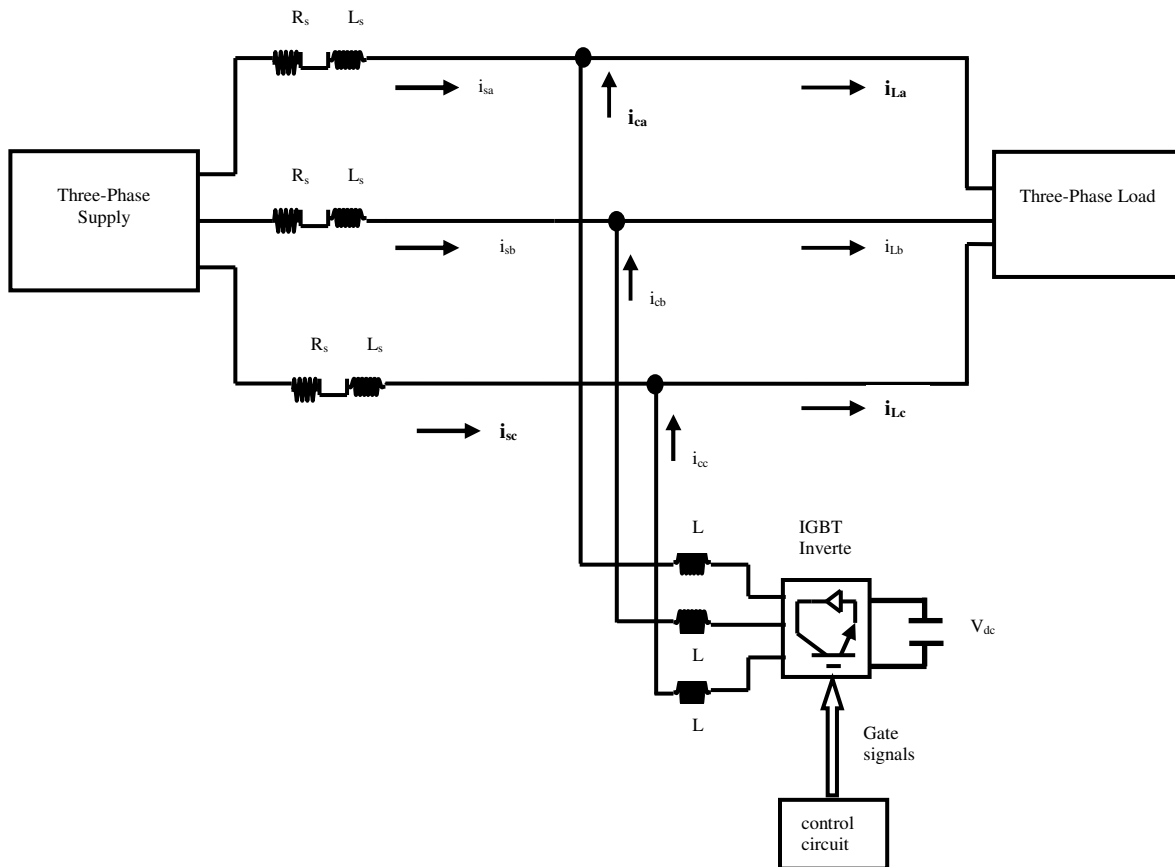 Rs Ls
isa
iLa
ica
Three-Phase
Supply
Rs Ls
Three-Phase Load
isb
iLb
icb
Rs Ls
isc
iLc
icc
L
IGBT
Inverte
Vdc
L
L
Gate
signals
control
circuit